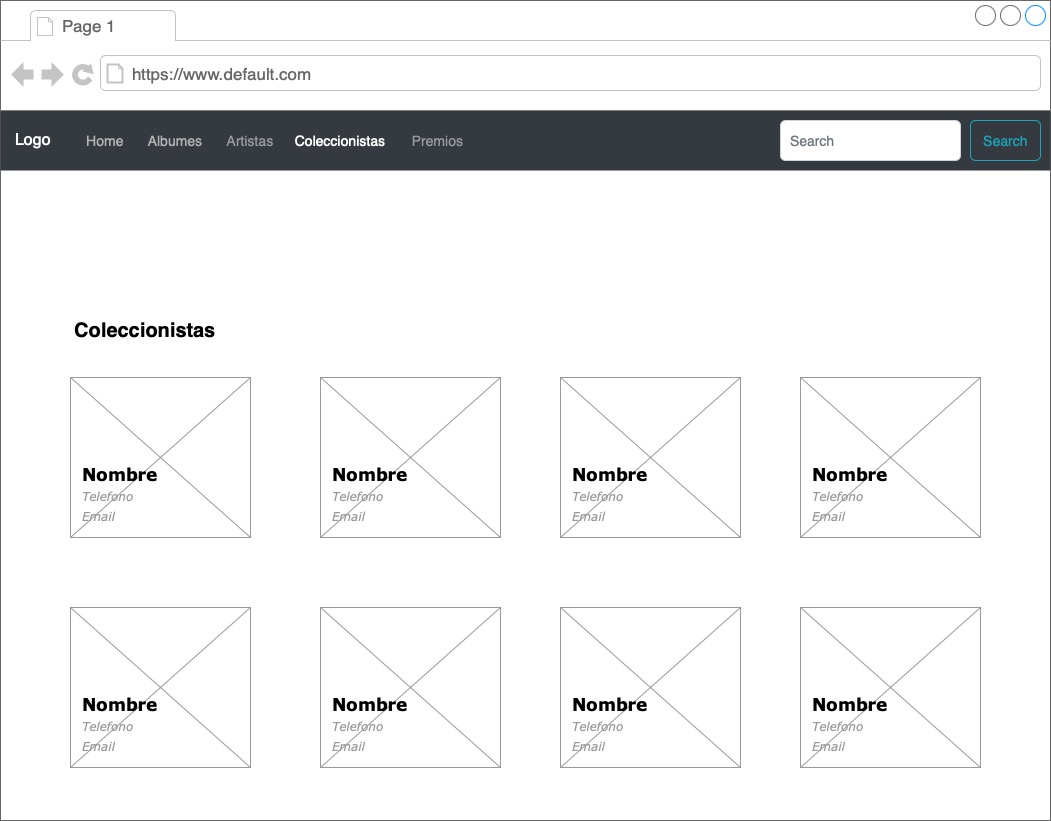 Page 1
https://www.default.com
Logo Home Albumes Artistas Coleccionistas Premios Search Search
Coleccionistas
Nombre Nombre Nombre Nombre
Telefono Telefono Telefono Telefono
Email Email Email Email
Nombre Nombre Nombre Nombre
Telefono Telefono Telefono Telefono
Email Email Email Email